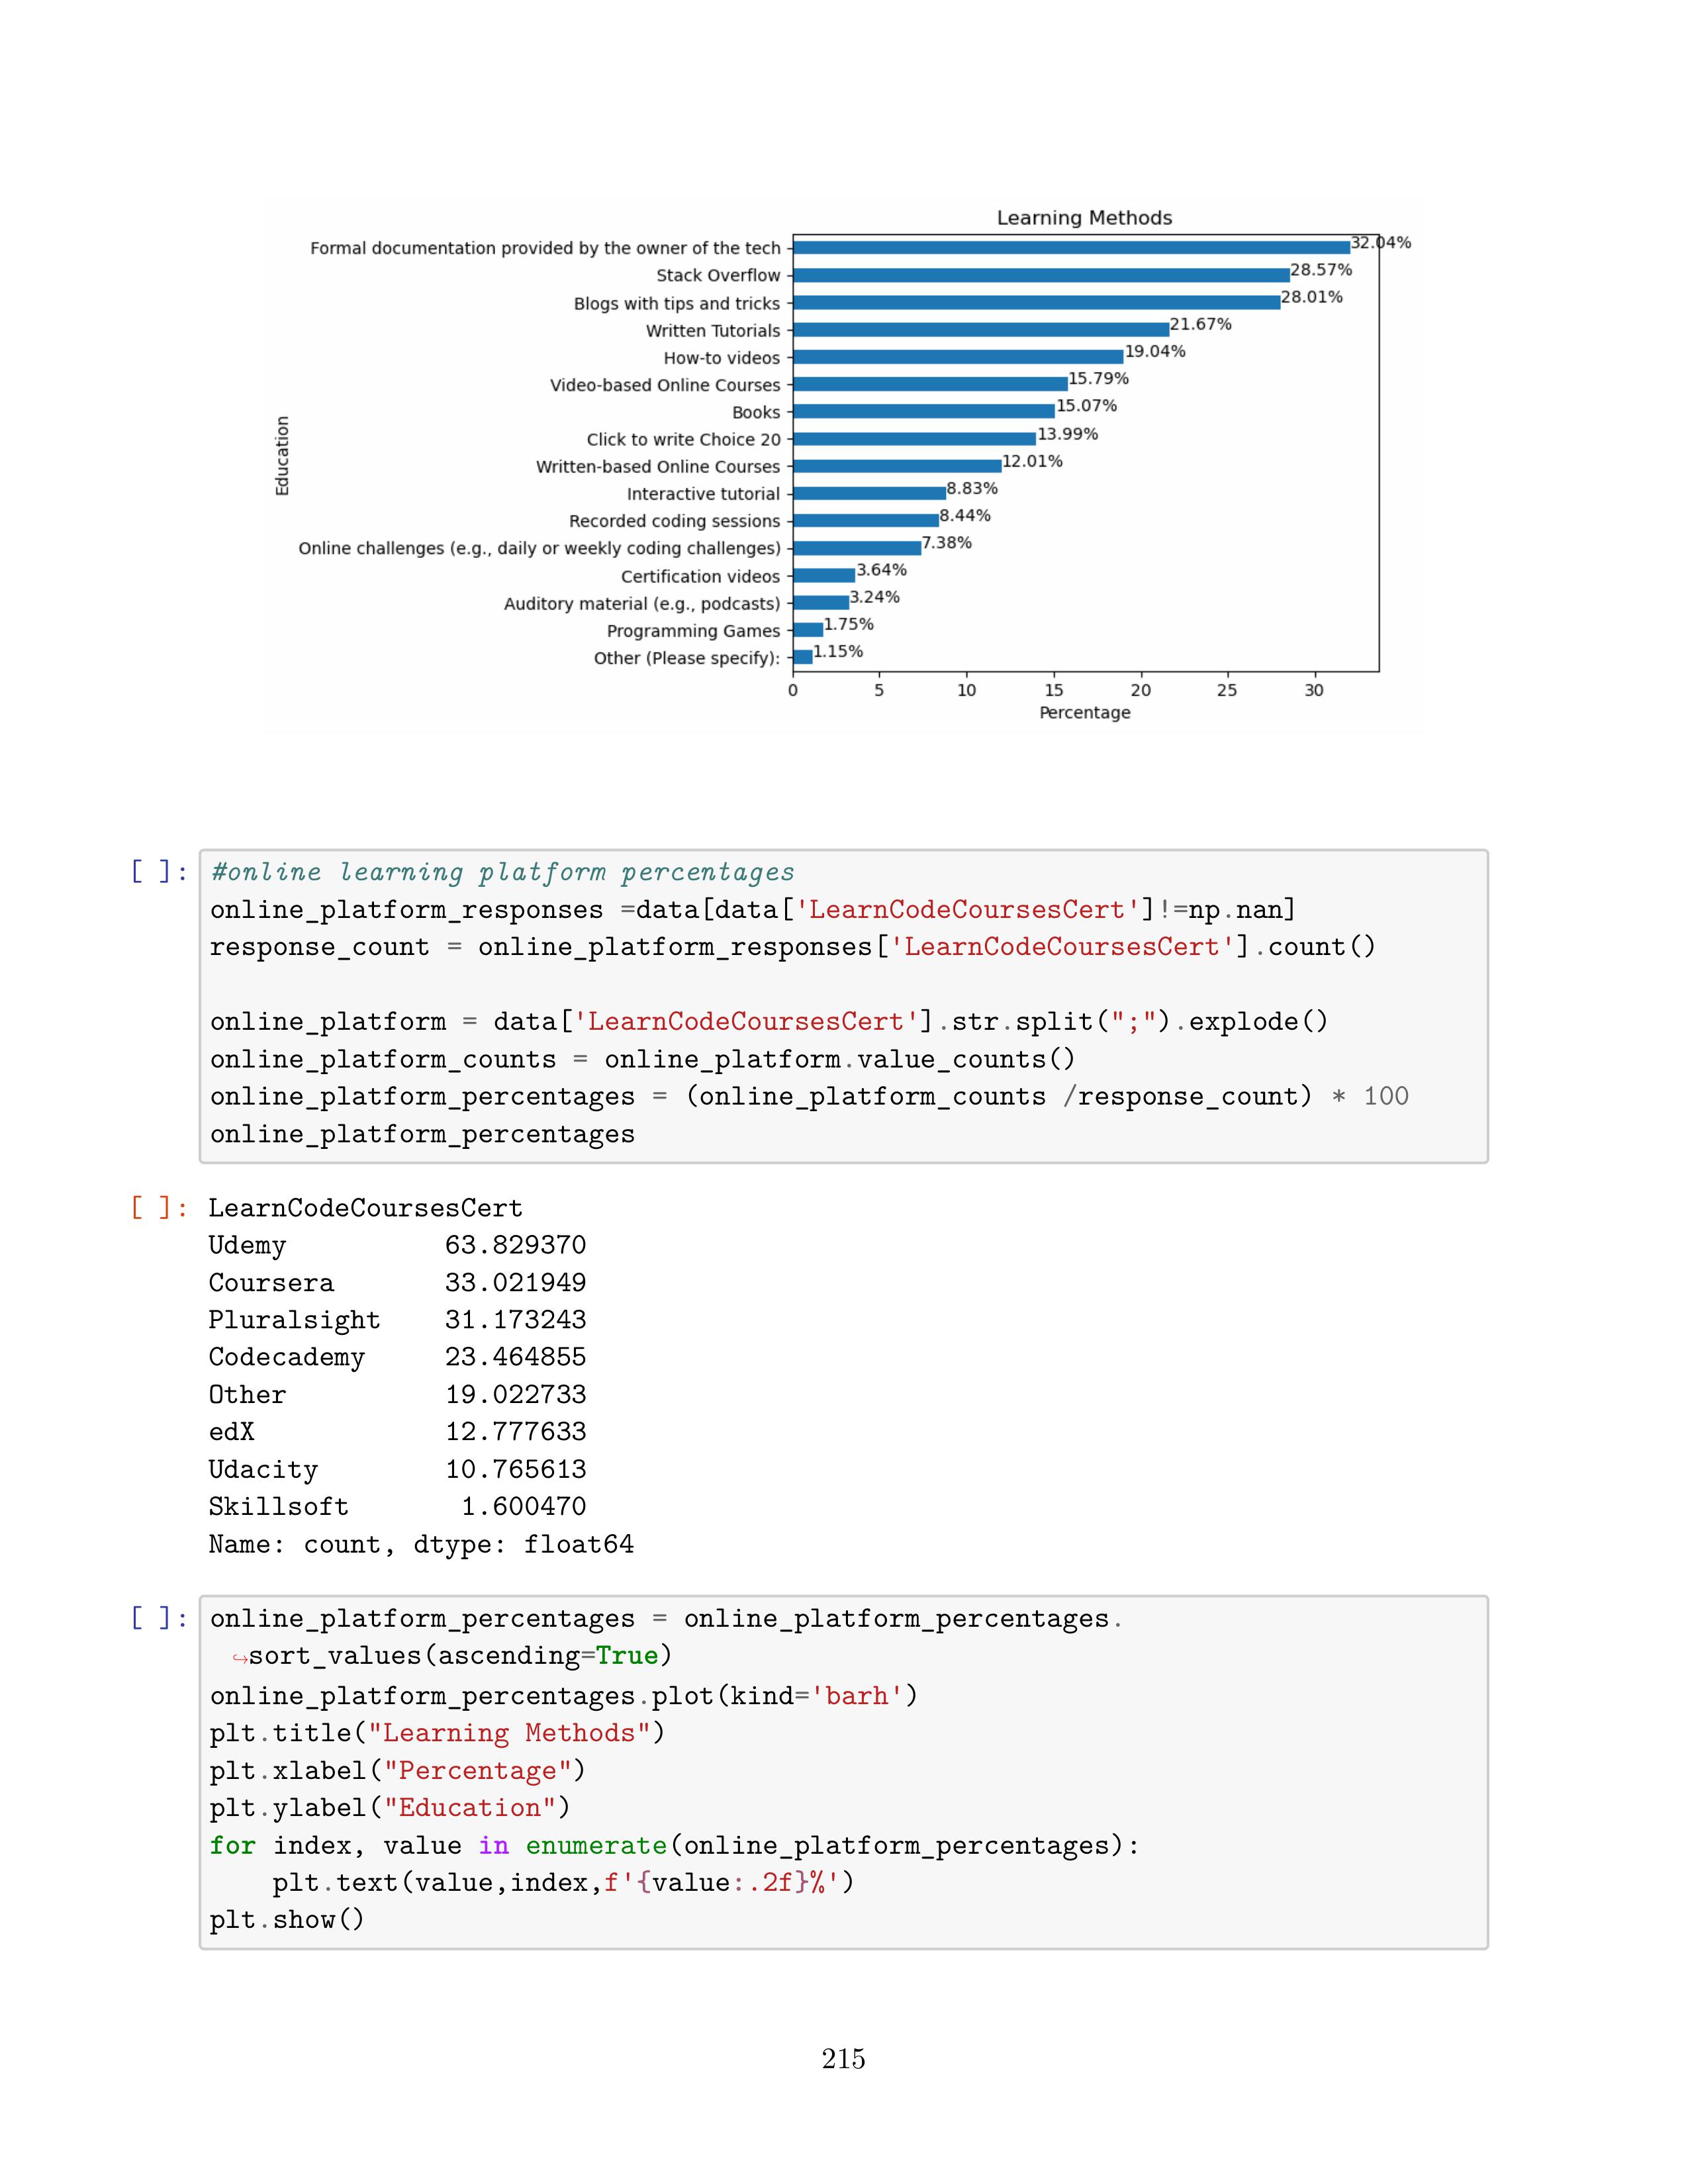 Learning Methods
Formal documentation provided by the owner of the tech 32.04%
Stack Overflow 28.57%
Blogs with tips and tricks 28.01%
Written Tutorials 21.67%
How-to videos 19.04%
Video-based Online Courses 15.79%
Books 15.07%
Click to write Choice 20 13.99%
Written-based Online Courses 12.01%
Interactive tutorial 8.83%
Recorded coding sessions 8.44%
Online challenges (e.g., daily or weekly coding challenges) 7.38%
Certification videos 3.64%
Auditory material (e.g., podcasts) 3.24%
Programming Games 1.75%
Other (Please specify): 1.15%
Education
0 5 10 15 20 25 30
Percentage
[ ]: #online learning platform percentages
online_platform_responses =data[data['LearnCodeCoursesCert']!=np.nan]
response_count = online_platform_responses['LearnCodeCoursesCert'].count()
online_platform = data['LearnCodeCoursesCert'].str.split(";").explode()
online_platform_counts = online_platform.value_counts()
online_platform_percentages = (online_platform_counts /response_count) * 100
online_platform_percentages
[ ]: LearnCodeCoursesCert
Udemy 63.829370
Coursera 33.021949
Pluralsight 31.173243
Codecademy 23.464855
Other 19.022733
edX 12.777633
Udacity 10.765613
Skillsoft 1.600470
Name: count, dtype: float64
[ ]: online_platform_percentages = online_platform_percentages.
↪sort_values(ascending=True)
online_platform_percentages.plot(kind='barh')
plt.title("Learning Methods")
plt.xlabel("Percentage")
plt.ylabel("Education")
for index, value in enumerate(online_platform_percentages):
    plt.text(value,index,f'{value:.2f}%')
plt.show()
215